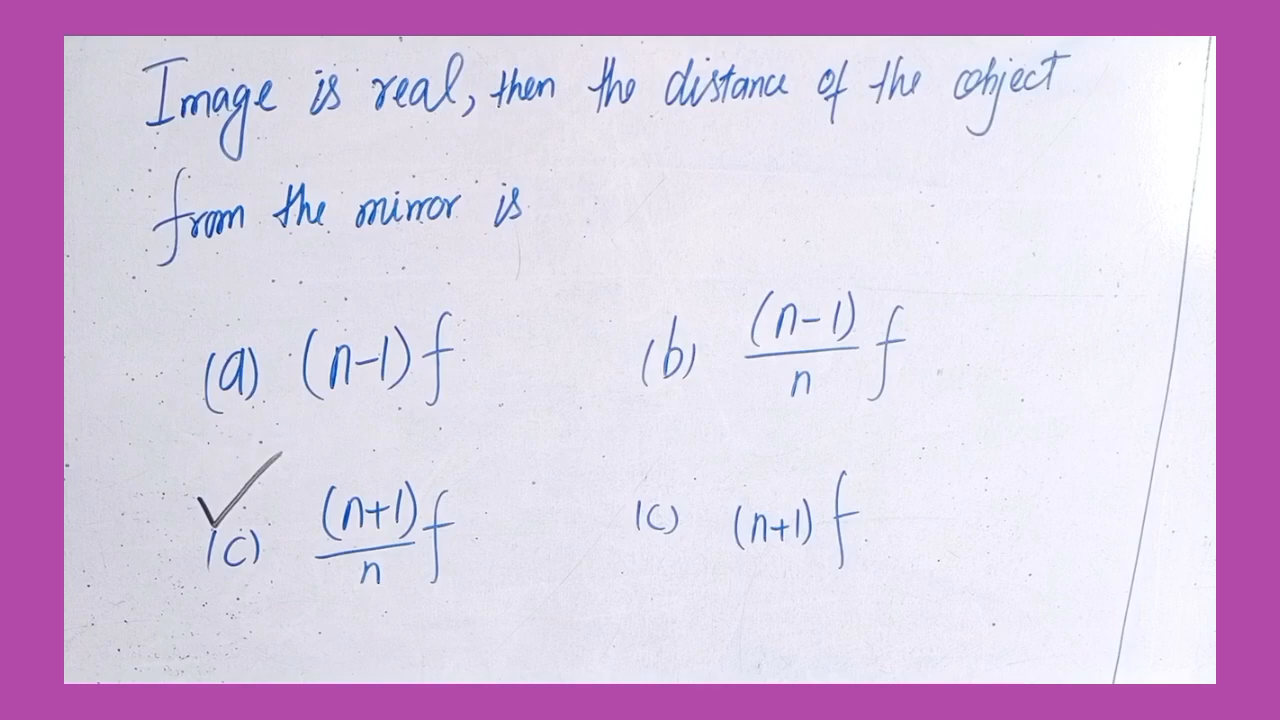 Image is real, then the distance of the object
from the mirror is
(a) (n-1)f (b) (n-1)/n f
(c) (n+1)/n f (c) (n+1) f